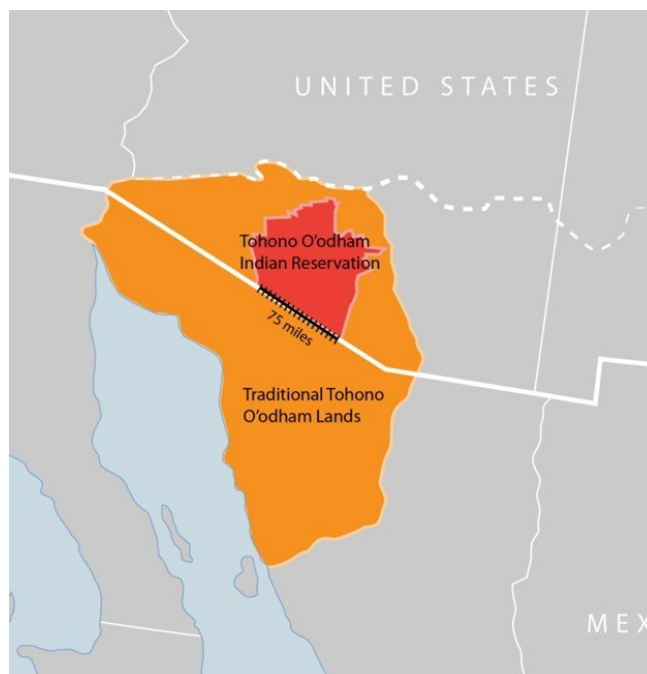 UNITED STATES
Tohono O'odham
Indian Reservation
75 miles
Traditional Tohono
O'odham Lands
MEX